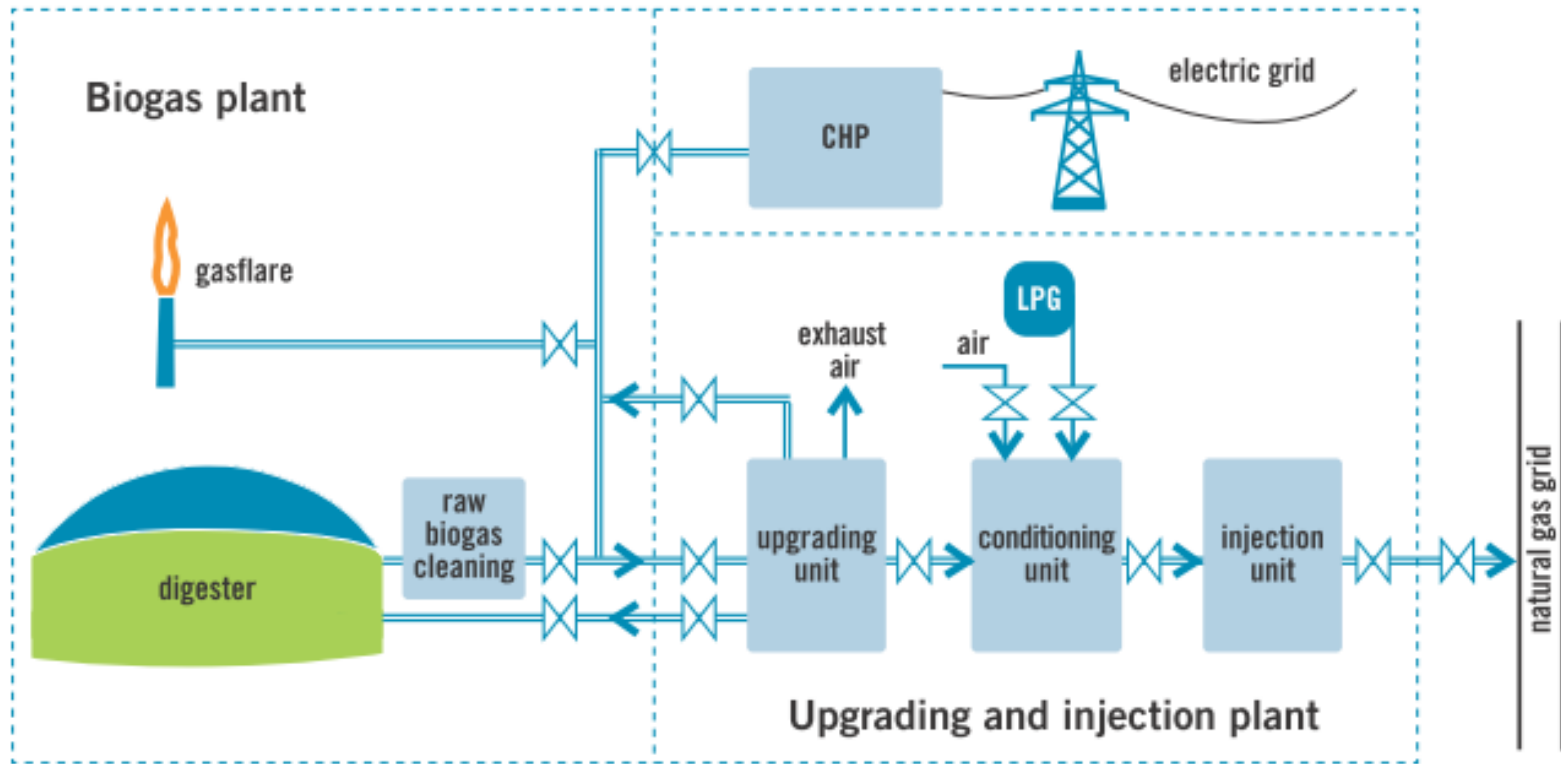 Biogas plant
electric grid
CHP
gasflare
LPG
exhaust
air
air
raw
biogas
cleaning
digester
upgrading
unit
conditioning
unit
injection
unit
natural gas grid
Upgrading and injection plant